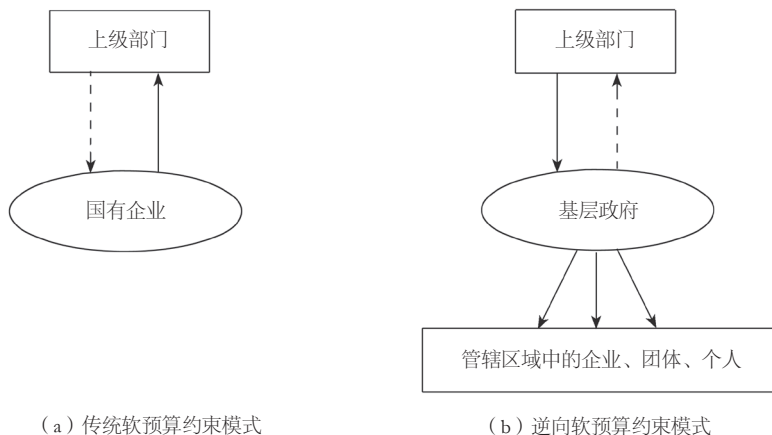 上级部门
国有企业
（a）传统软预算约束模式
上级部门
基层政府
管辖区域中的企业、团体、个人
（b）逆向软预算约束模式